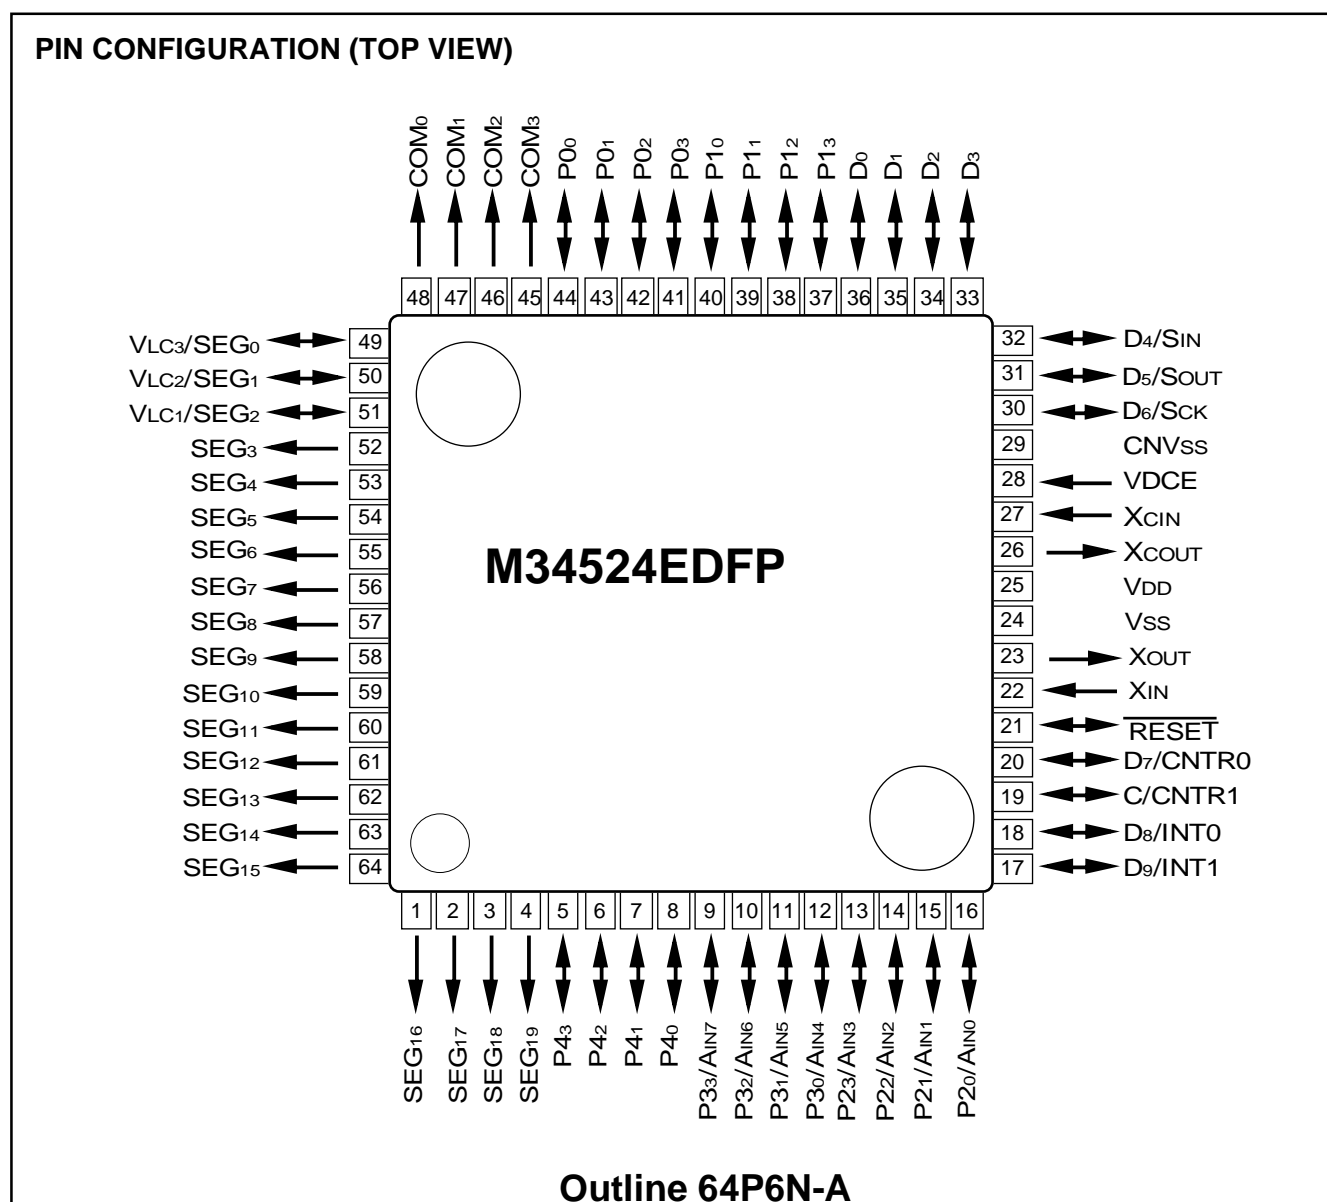 PIN CONFIGURATION (TOP VIEW)
COM0 COM1 COM2 COM3 P00 P01 P02 P03 P10 P11 P12 P13 D0 D1 D2 D3
48 47 46 45 44 43 42 41 40 39 38 37 36 35 34 33
VLC3/SEG0 49 32 D4/SIN
VLC2/SEG1 50 31 D5/SOUT
VLC1/SEG2 51 30 D6/SCK
SEG3 52 29 CNVSS
SEG4 53 28 VDCE
SEG5 54 27 XCIN
SEG6 55 26 XCOUT
M34524EDFP
SEG7 56 25 VDD
SEG8 57 24 VSS
SEG9 58 23 XOUT
SEG10 59 22 XIN
SEG11 60 21 RESET
SEG12 61 20 D7/CNTR0
SEG13 62 19 C/CNTR1
SEG14 63 18 D8/INT0
SEG15 64 17 D9/INT1
1 2 3 4 5 6 7 8 9 10 11 12 13 14 15 16
SEG16 SEG17 SEG18 SEG19 P43 P42 P41 P40 P33/AIN7 P32/AIN6 P31/AIN5 P30/AIN4 P23/AIN3 P22/AIN2 P21/AIN1 P20/AIN0
Outline 64P6N-A